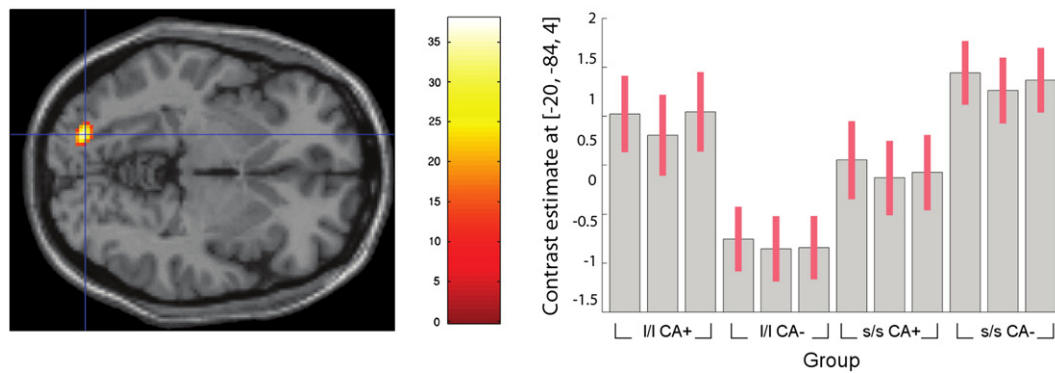 35
30
25
20
15
10
5
0
Contrast estimate at [-20, -84, 4]
2
1.5
1
0.5
0
-0.5
-1
-1.5
l/l CA+
l/l CA-
s/s CA+
s/s CA-
Group